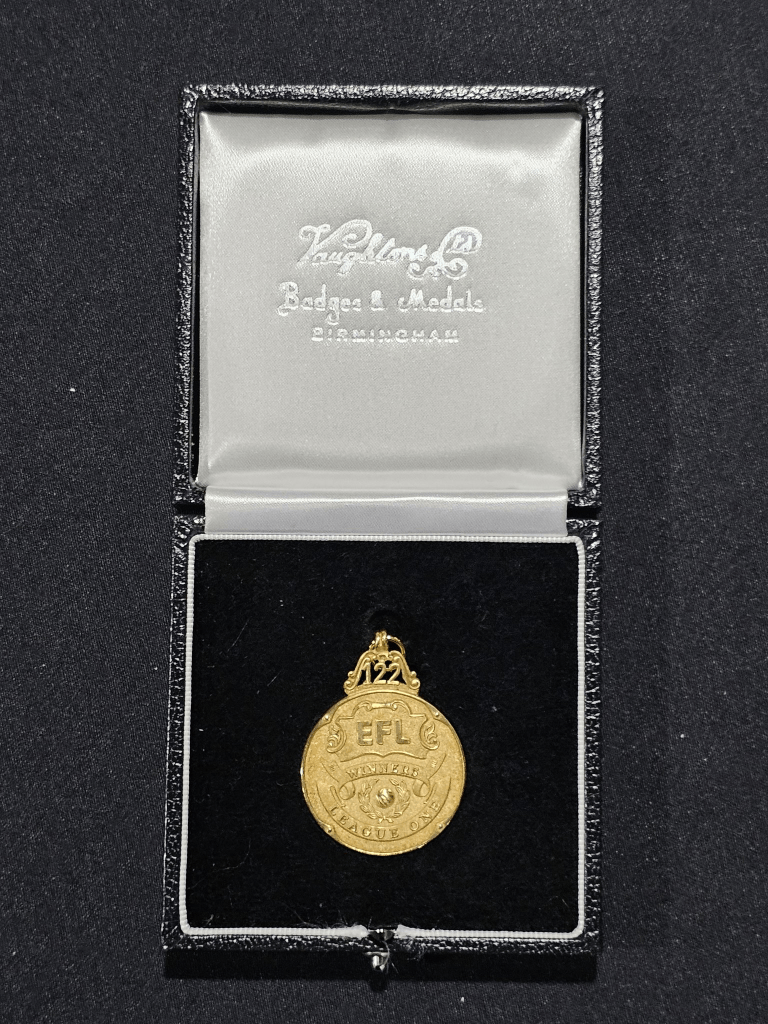 Vaughtons Ltd
Badges & Medals
BIRMINGHAM
122
EFL
WINNERS
LEAGUE ONE